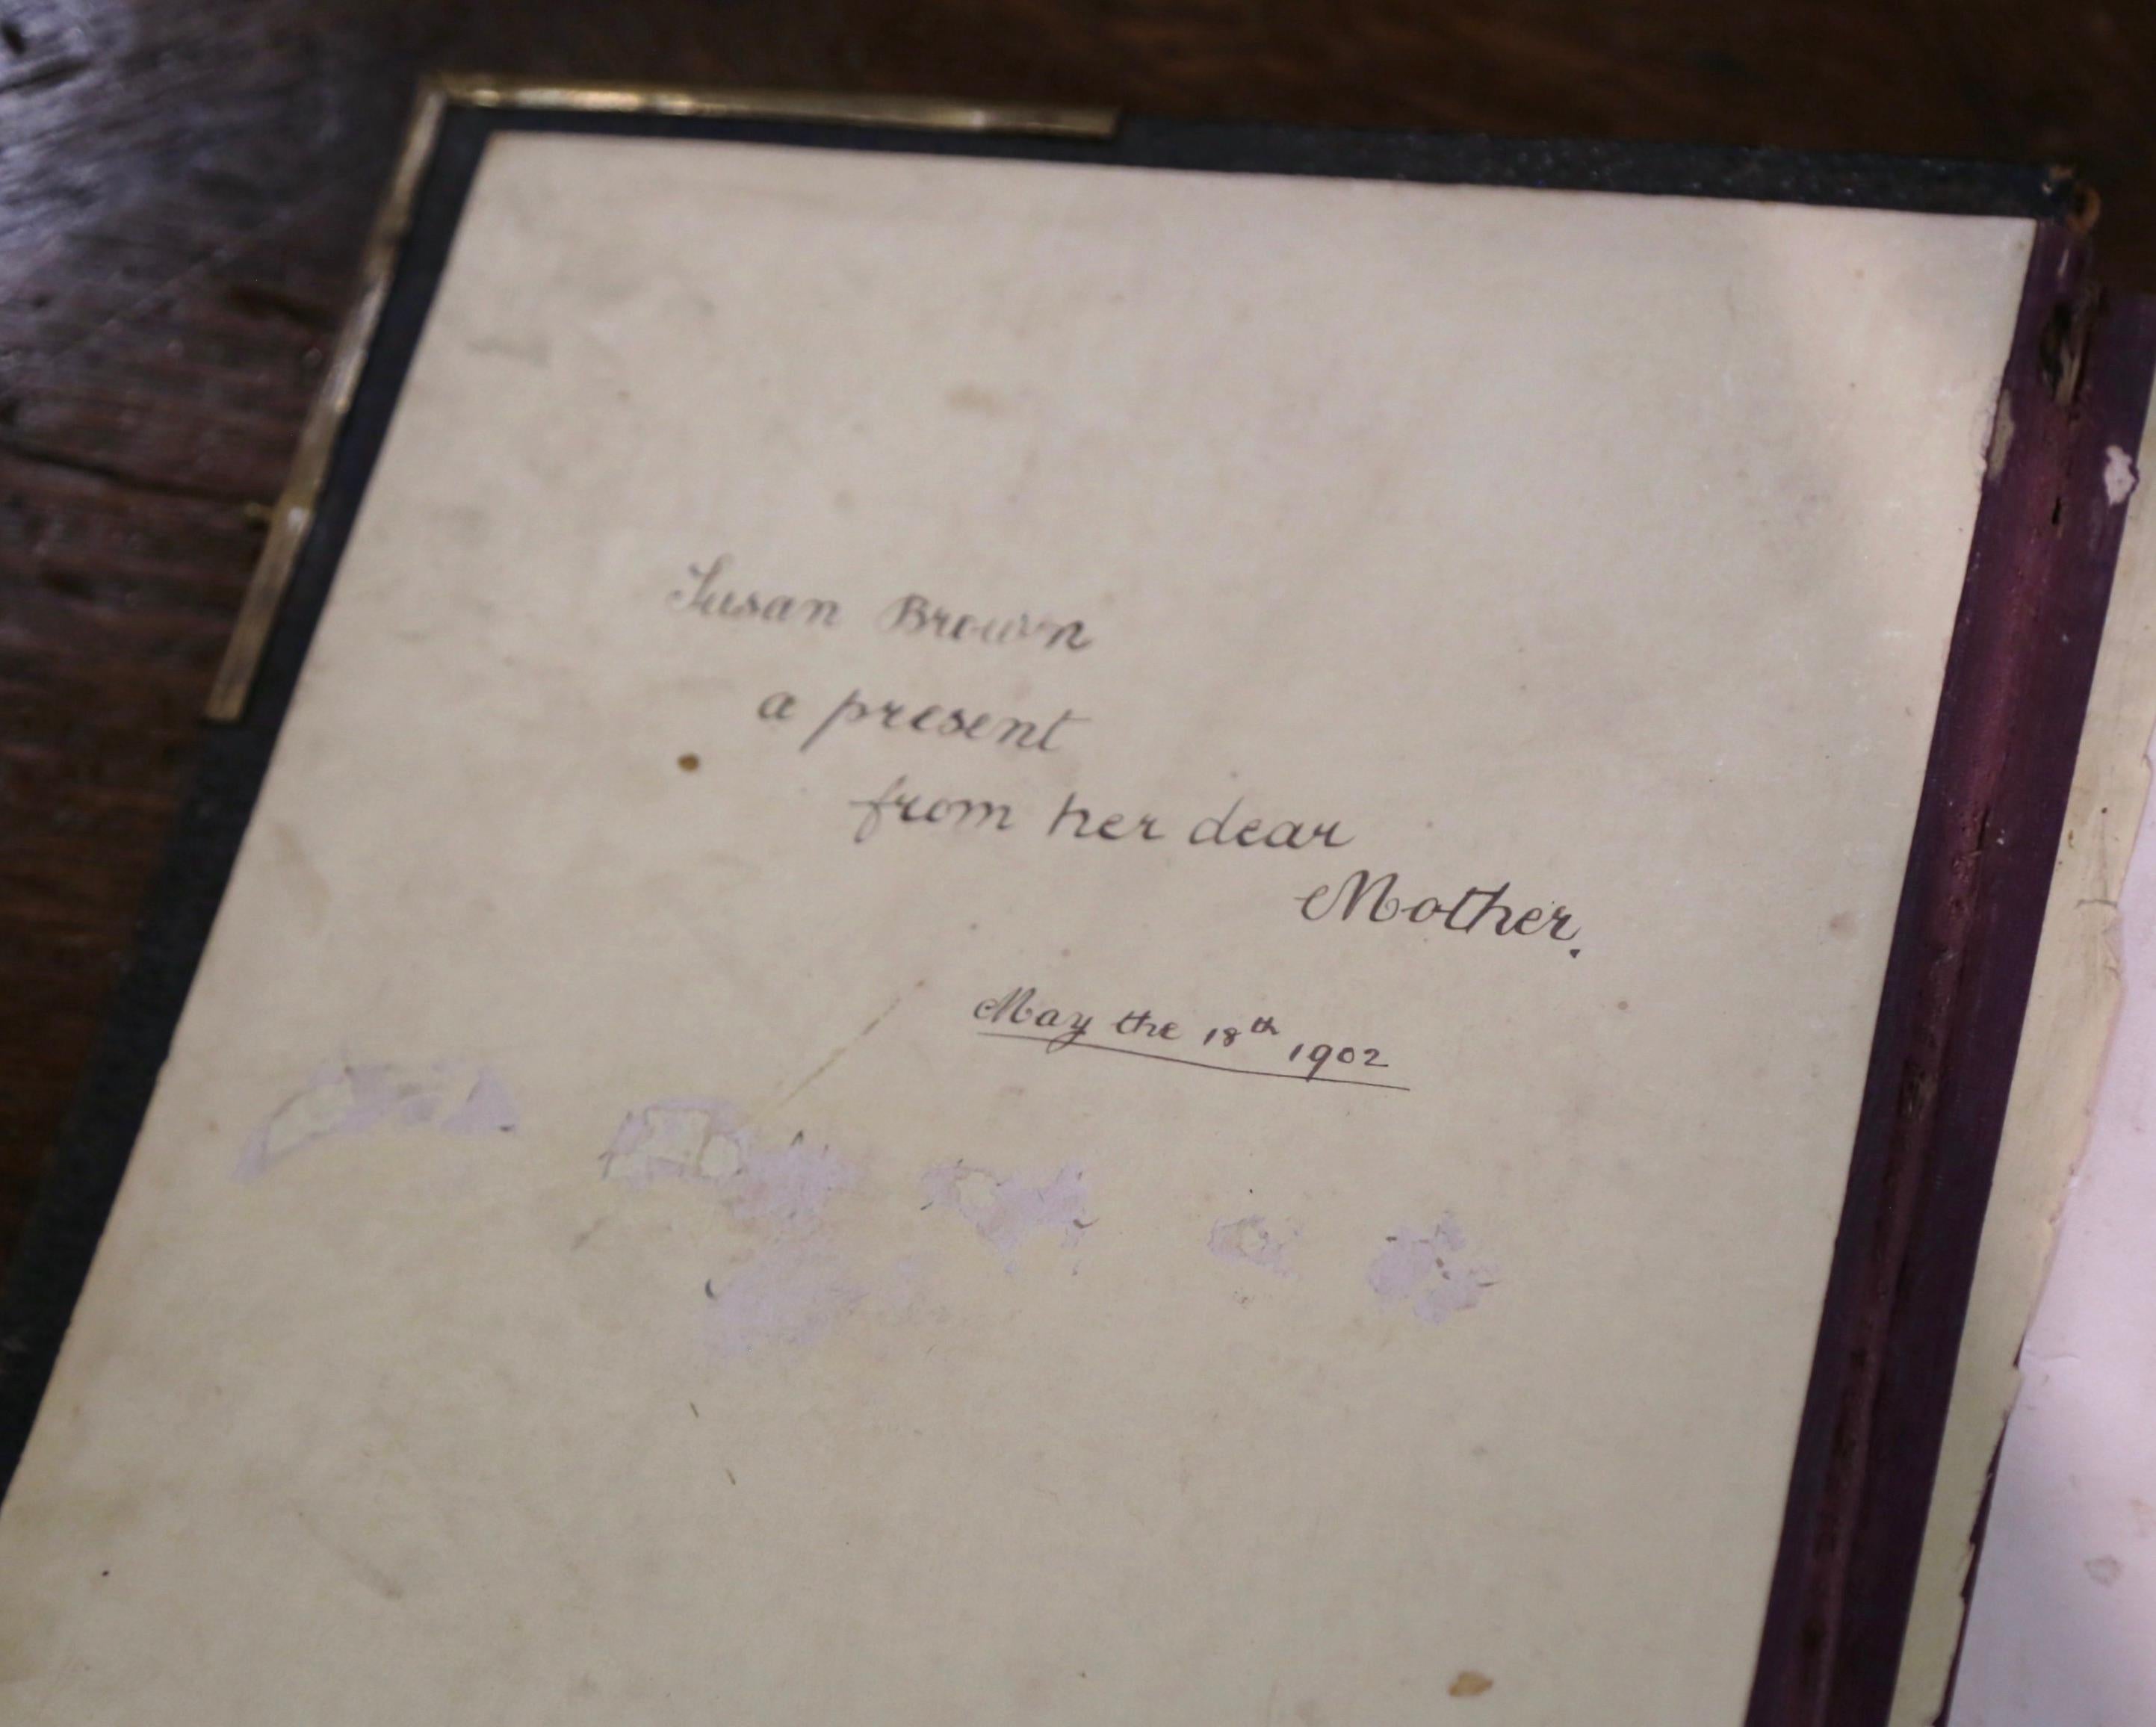 Susan Brown
a present
from her dear
Mother.
May the 18th 1902